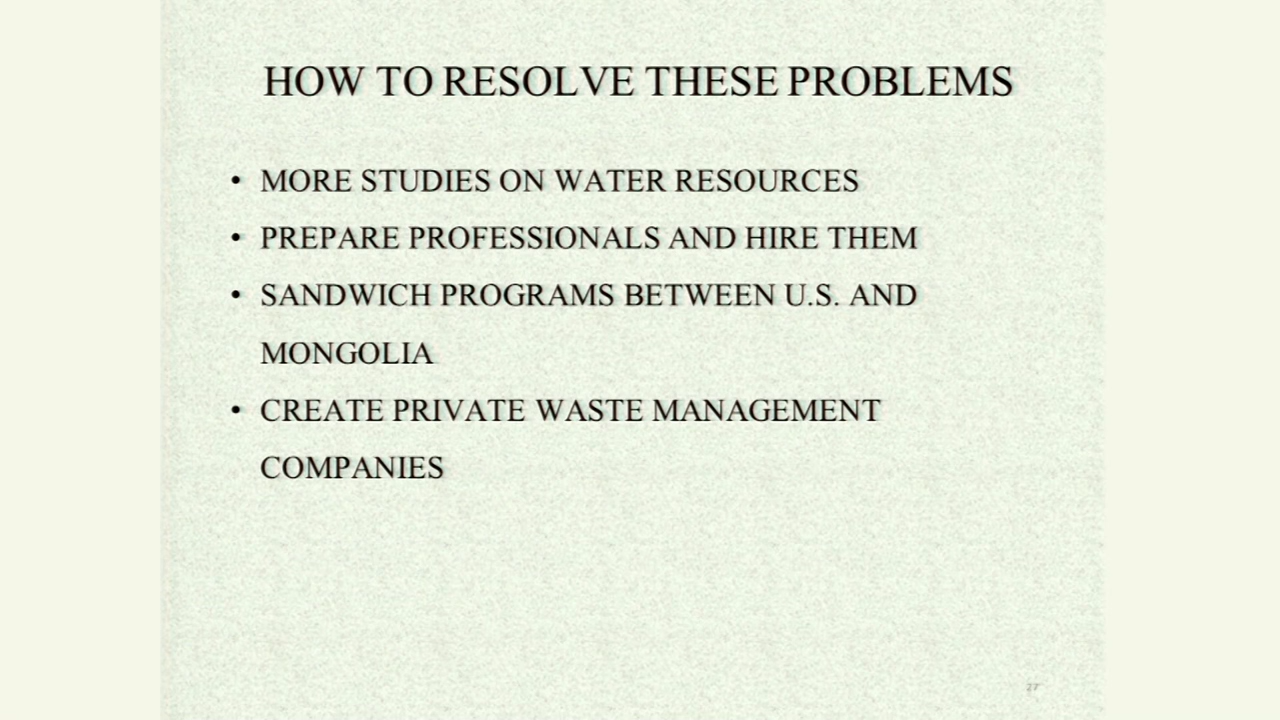 HOW TO RESOLVE THESE PROBLEMS
• MORE STUDIES ON WATER RESOURCES
• PREPARE PROFESSIONALS AND HIRE THEM
• SANDWICH PROGRAMS BETWEEN U.S. AND
MONGOLIA
• CREATE PRIVATE WASTE MANAGEMENT
COMPANIES
27